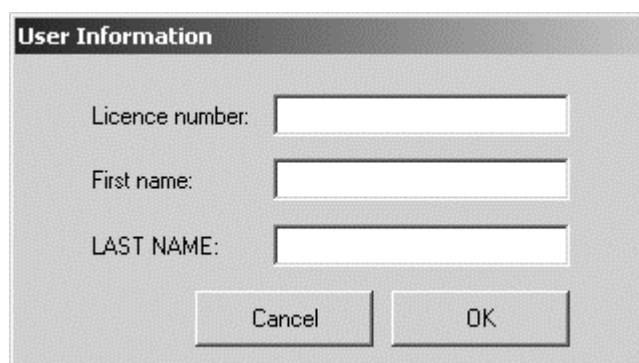 User Information
Licence number:
First name:
LAST NAME:
Cancel OK